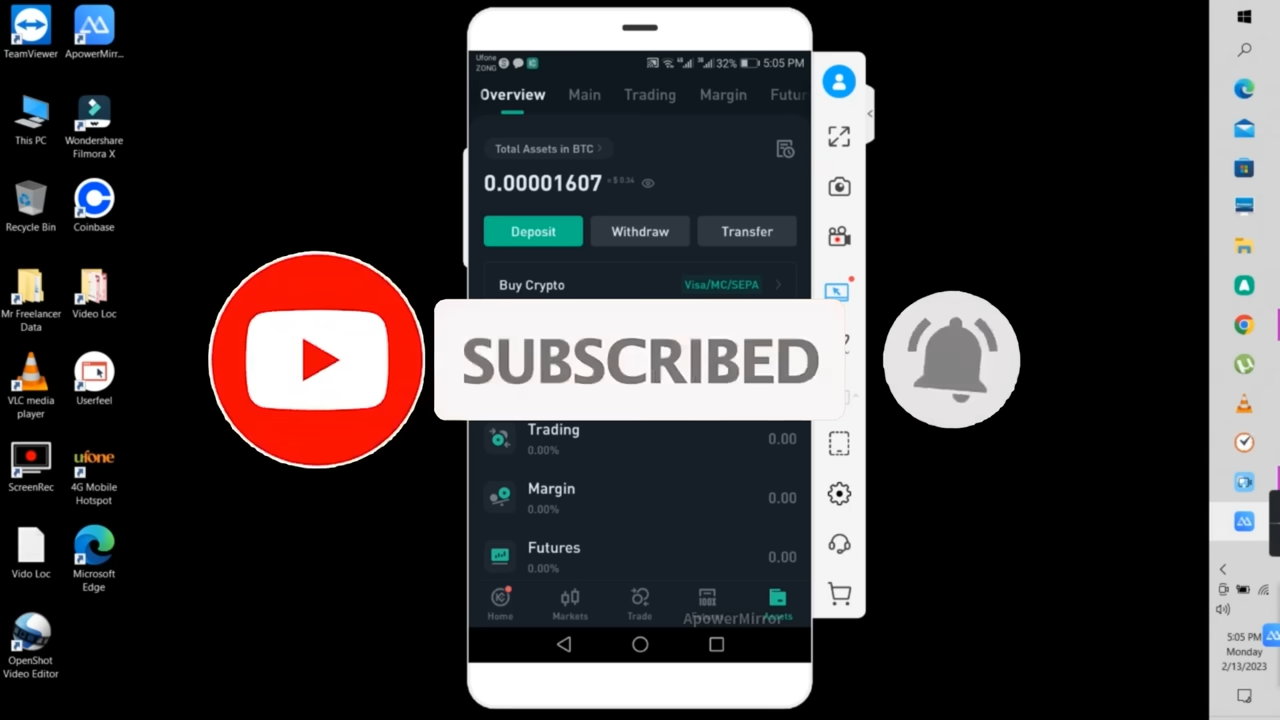 TeamViewer
ApowerMirr...
This PC
Wondershare
Filmora X
Recycle Bin
Coinbase
Mr Freelancer
Data
Video Loc
VLC media
player
Userfeel
ScreenRec
ufone
4G Mobile
Hotspot
Vido Loc
Microsoft
Edge
OpenShot
Video Editor
Ufone
ZONG
32%
5:05 PM
Overview
Main
Trading
Margin
Futur
Total Assets in BTC
0.00001607
≈ $ 0.34
Deposit
Withdraw
Transfer
Buy Crypto
Visa/MC/SEPA
SUBSCRIBED
Trading
0.00%
0.00
Margin
0.00%
0.00
Futures
0.00%
0.00
Home
Markets
Trade
100X
Assets
ApowerMirror
5:05 PM
Monday
2/13/2023